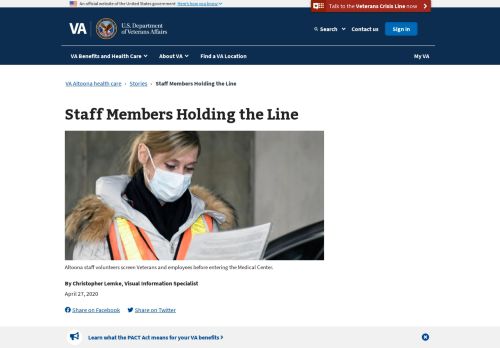 An official website of the United States government Here's how you know
Talk to the Veterans Crisis Line now
VA
U.S. Department
of Veterans Affairs
Search
Contact us
Sign in
VA Benefits and Health Care
About VA
Find a VA Location
My VA
VA Altoona health care › Stories › Staff Members Holding the Line
Staff Members Holding the Line
Altoona staff volunteers screen Veterans and employees before entering the Medical Center.
By Christopher Lemke, Visual Information Specialist
April 27, 2020
Share on Facebook
Share on Twitter
Learn what the PACT Act means for your VA benefits